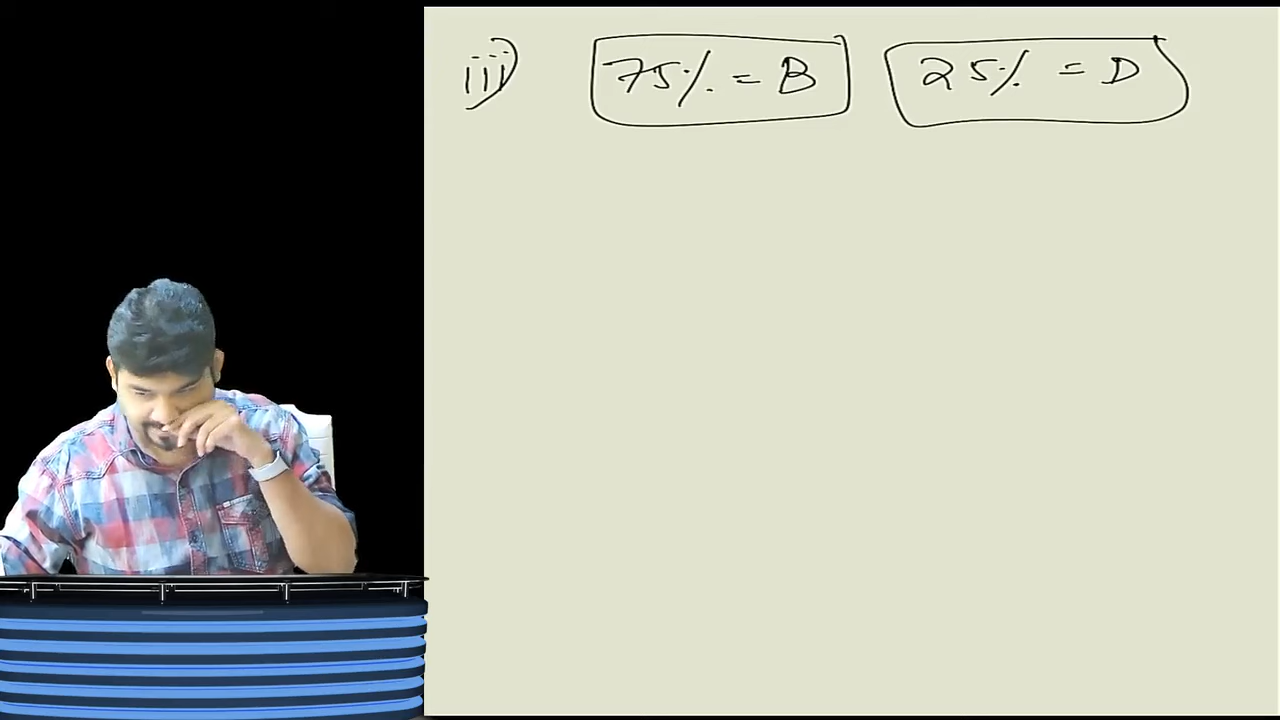 iii) 75% = B 25% = D